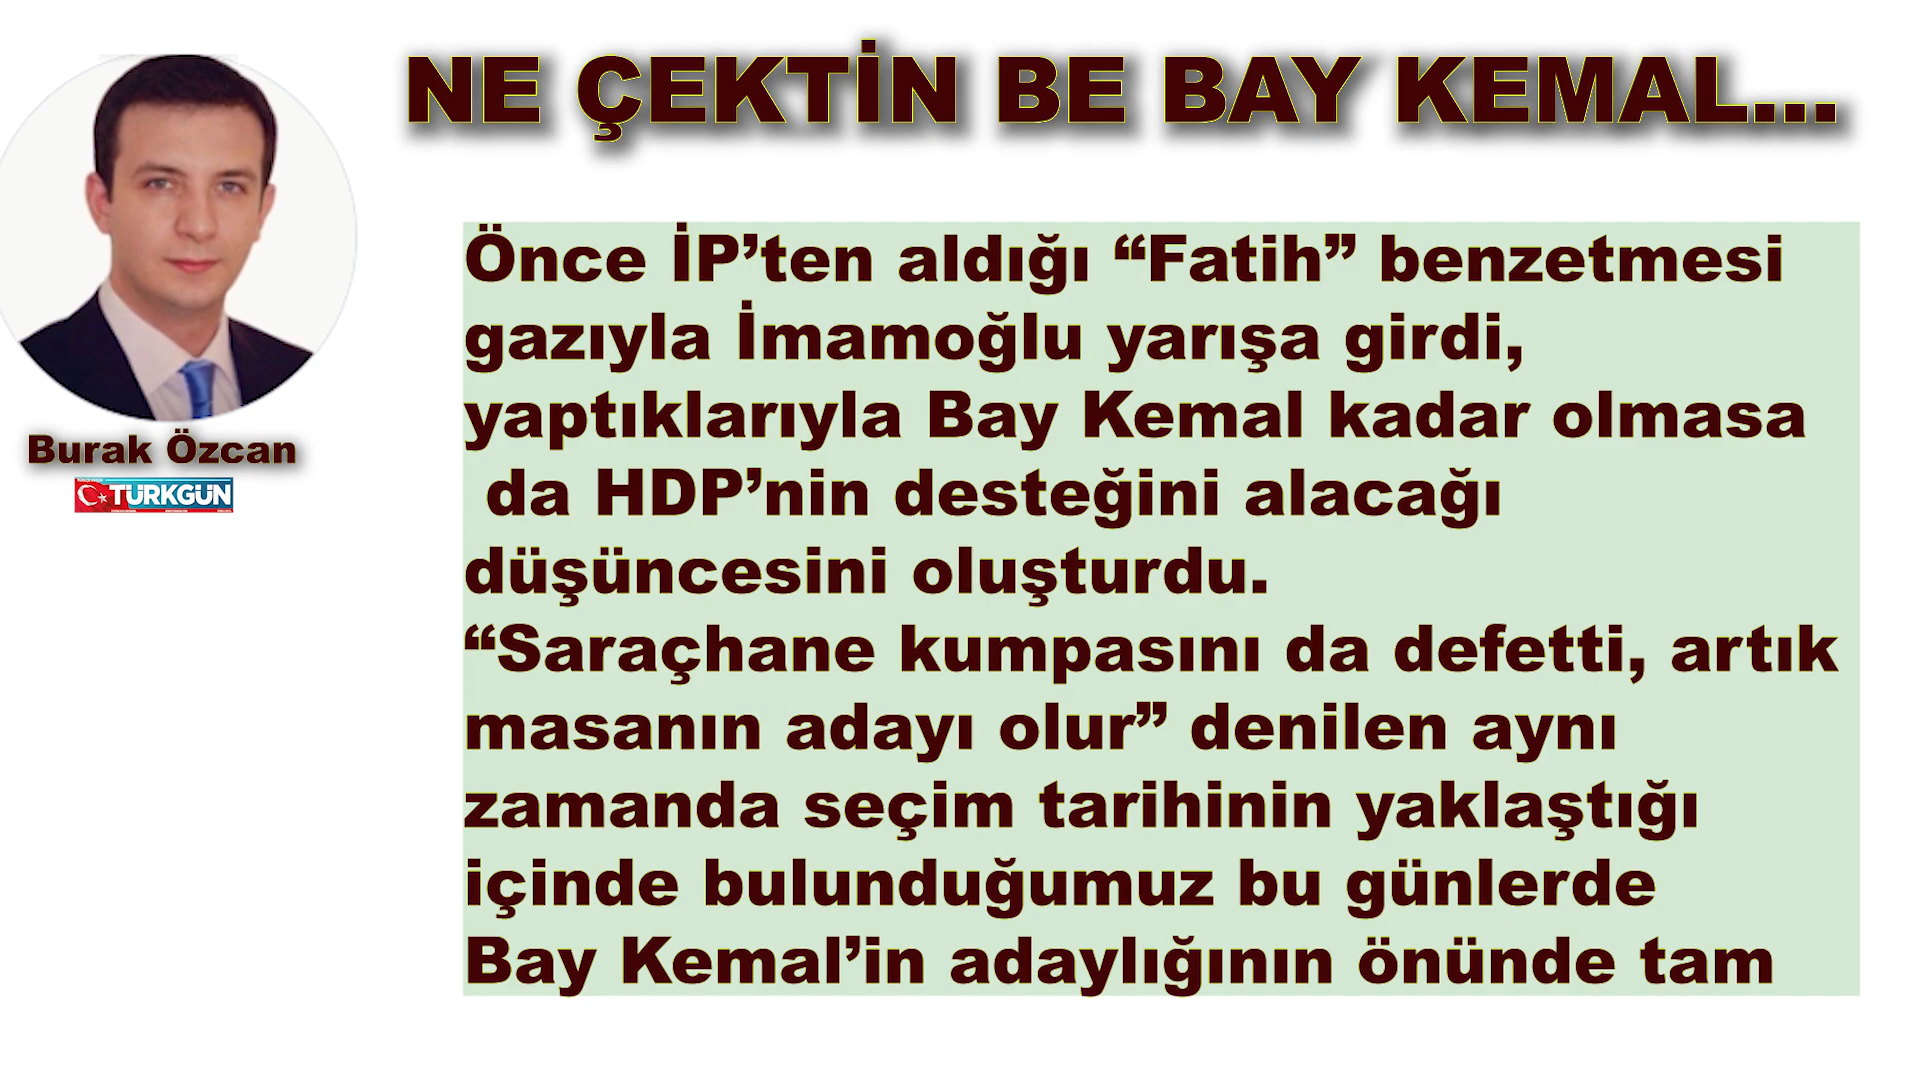 NE ÇEKTİN BE BAY KEMAL...
Burak Özcan
TÜRKGÜN
Önce İP’ten aldığı “Fatih” benzetmesi
gazıyla İmamoğlu yarışa girdi,
yaptıklarıyla Bay Kemal kadar olmasa
da HDP’nin desteğini alacağı
düşüncesini oluşturdu.
“Saraçhane kumpasını da defetti, artık
masanın adayı olur” denilen aynı
zamanda seçim tarihinin yaklaştığı
içinde bulunduğumuz bu günlerde
Bay Kemal’in adaylığının önünde tam